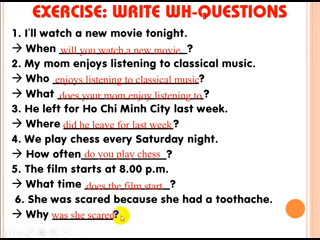 EXERCISE: WRITE WH-QUESTIONS
1. I'll watch a new movie tonight.
→ When will you watch a new movie?
2. My mom enjoys listening to classical music.
→ Who enjoys listening to classical music?
→ What does your mom enjoy listening to?
3. He left for Ho Chi Minh City last week.
→ Where did he leave for last week?
4. We play chess every Saturday night.
→ How often do you play chess?
5. The film starts at 8.00 p.m.
→ What time does the film start?
6. She was scared because she had a toothache.
→ Why was she scared?